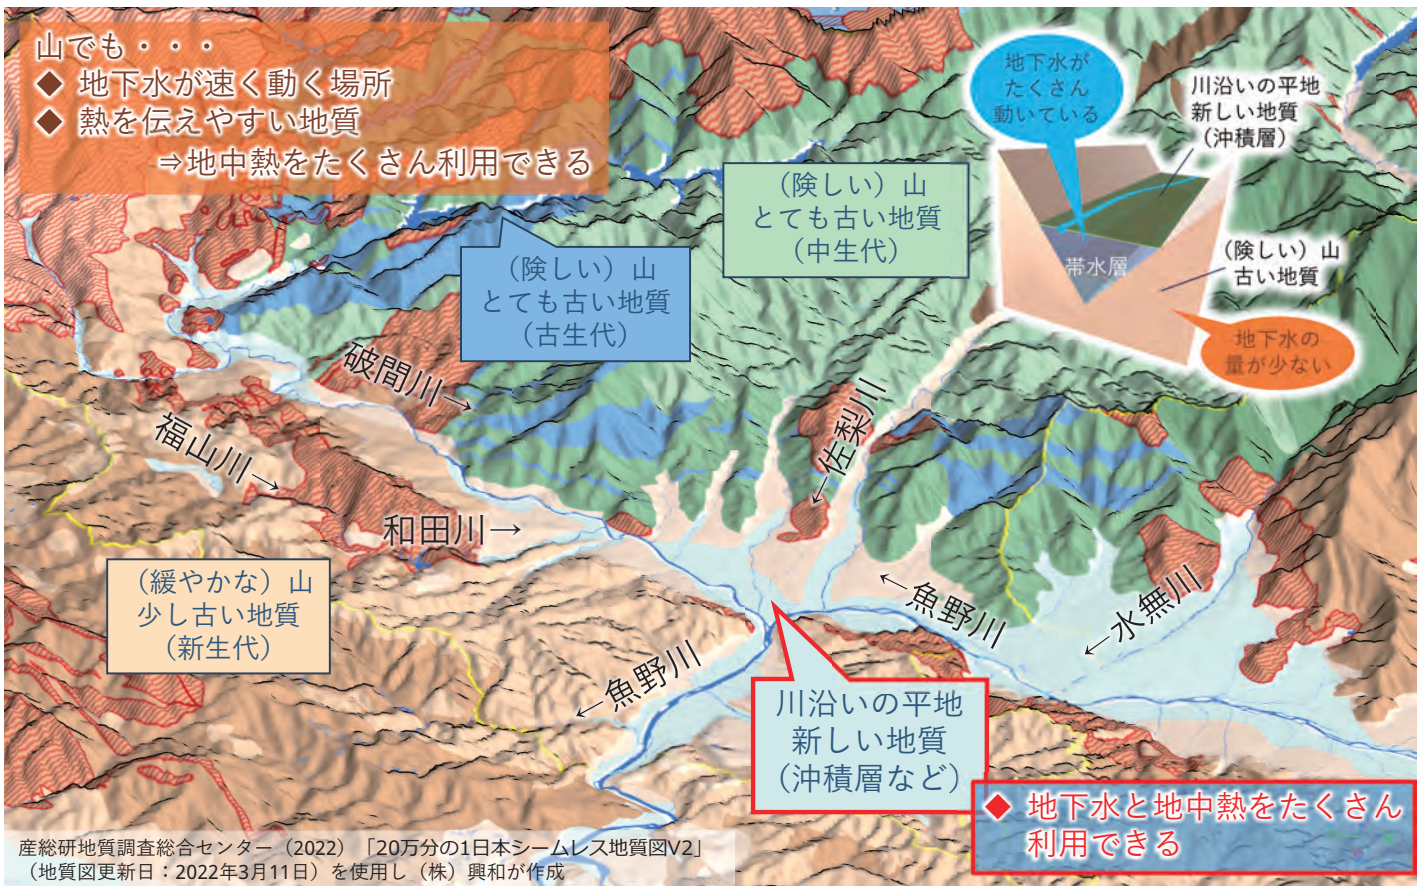 山でも・・・
◆ 地下水が速く動く場所
◆ 熱を伝えやすい地質
⇒地中熱をたくさん利用できる
地下水が
たくさん
動いている
川沿いの平地
新しい地質
（沖積層）
帯水層
（険しい）山
古い地質
地下水の
量が少ない
（険しい）山
とても古い地質
（中生代）
（険しい）山
とても古い地質
（古生代）
破間川→
福山川→
和田川→
←佐梨川
←魚野川
←水無川
←魚野川
（緩やかな）山
少し古い地質
（新生代）
川沿いの平地
新しい地質
（沖積層など）
◆ 地下水と地中熱をたくさん
利用できる
産総研地質調査総合センター（2022）「20万分の1日本シームレス地質図V2」
（地質図更新日：2022年3月11日）を使用し（株）興和が作成